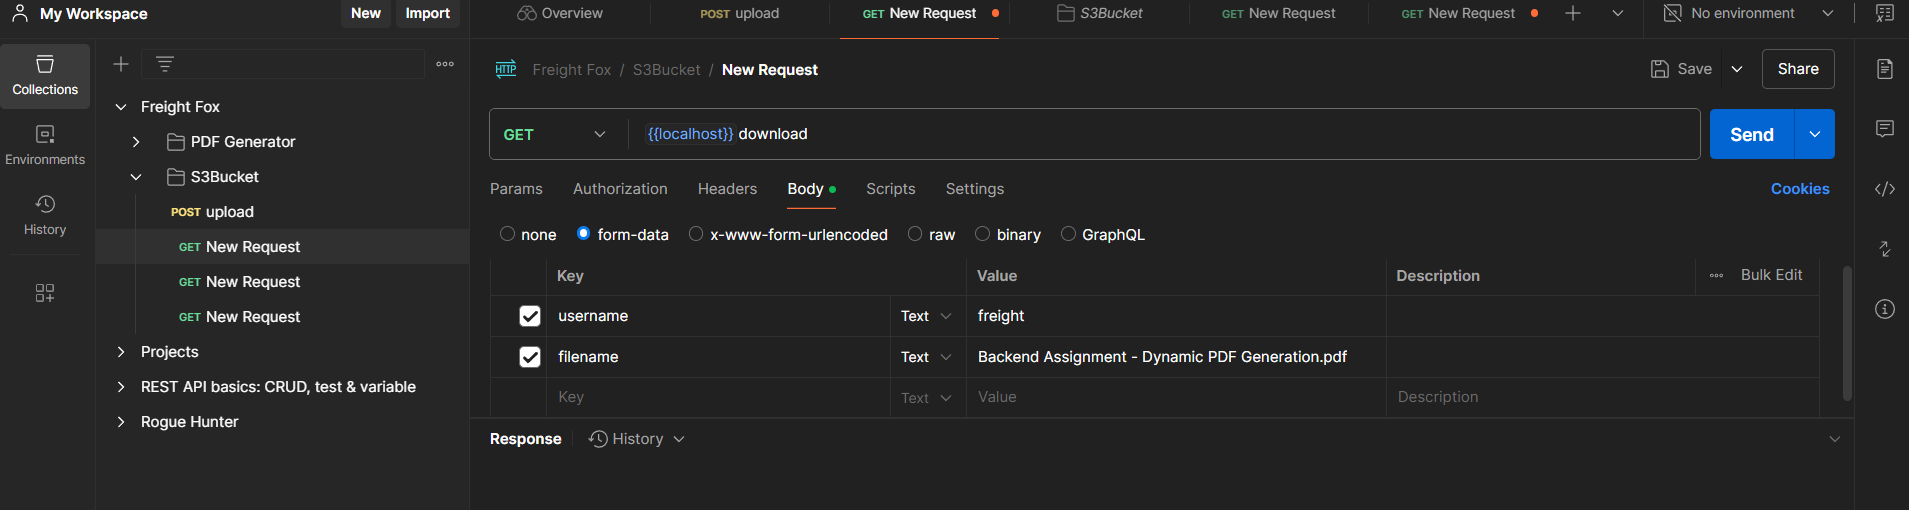 My Workspace New Import Overview POST upload GET New Request S3Bucket GET New Request GET New Request No environment
Collections
Environments
History
Freight Fox
PDF Generator
S3Bucket
POST upload
GET New Request
GET New Request
GET New Request
Projects
REST API basics: CRUD, test & variable
Rogue Hunter
HTTP Freight Fox / S3Bucket / New Request Save Share
GET {{localhost}} download Send
Params Authorization Headers Body Scripts Settings Cookies
none form-data x-www-form-urlencoded raw binary GraphQL
Key Value Description Bulk Edit
username Text freight
filename Text Backend Assignment - Dynamic PDF Generation.pdf
Key Text Value Description
Response History